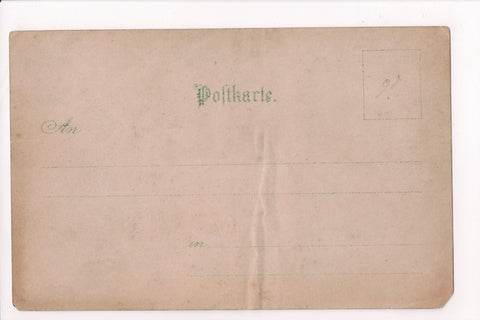 Postkarte.
An
in